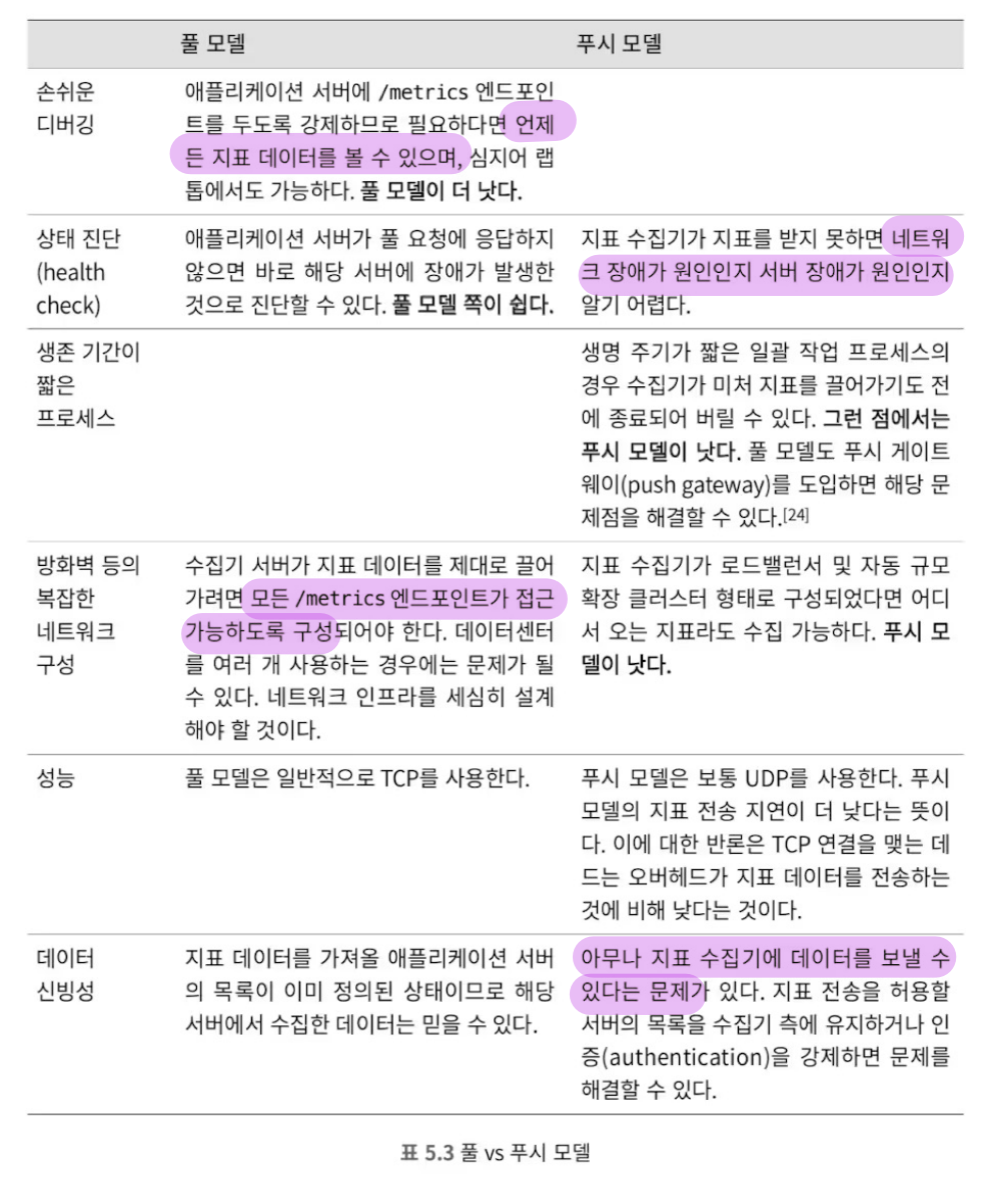 풀 모델
푸시 모델
손쉬운
디버깅
애플리케이션 서버에 /metrics 엔드포인
트를 두도록 강제하므로 필요하다면 언제
든 지표 데이터를 볼 수 있으며, 심지어 랩
톱에서도 가능하다. 풀 모델이 더 낫다.
상태 진단
(health
check)
애플리케이션 서버가 풀 요청에 응답하지
않으면 바로 해당 서버에 장애가 발생한
것으로 진단할 수 있다. 풀 모델 쪽이 쉽다.
지표 수집기가 지표를 받지 못하면 네트워
크 장애가 원인인지 서버 장애가 원인인지
알기 어렵다.
생존 기간이
짧은
프로세스
생명 주기가 짧은 일괄 작업 프로세스의
경우 수집기가 미처 지표를 끌어가기도 전
에 종료되어 버릴 수 있다. 그런 점에서는
푸시 모델이 낫다. 풀 모델도 푸시 게이트
웨이(push gateway)를 도입하면 해당 문
제점을 해결할 수 있다.[24]
방화벽 등의
복잡한
네트워크
구성
수집기 서버가 지표 데이터를 제대로 끌어
가려면 모든 /metrics 엔드포인트가 접근
가능하도록 구성되어야 한다. 데이터센터
를 여러 개 사용하는 경우에는 문제가 될
수 있다. 네트워크 인프라를 세심히 설계
해야 할 것이다.
지표 수집기가 로드밸런서 및 자동 규모
확장 클러스터 형태로 구성되었다면 어디
서 오는 지표라도 수집 가능하다. 푸시 모
델이 낫다.
성능
풀 모델은 일반적으로 TCP를 사용한다.
푸시 모델은 보통 UDP를 사용한다. 푸시
모델의 지표 전송 지연이 더 낮다는 뜻이
다. 이에 대한 반론은 TCP 연결을 맺는 데
드는 오버헤드가 지표 데이터를 전송하는
것에 비해 낮다는 것이다.
데이터
신빙성
지표 데이터를 가져올 애플리케이션 서버
의 목록이 이미 정의된 상태이므로 해당
서버에서 수집한 데이터는 믿을 수 있다.
아무나 지표 수집기에 데이터를 보낼 수
있다는 문제가 있다. 지표 전송을 허용할
서버의 목록을 수집기 측에 유지하거나 인
증(authentication)을 강제하면 문제를
해결할 수 있다.
표 5.3 풀 vs 푸시 모델